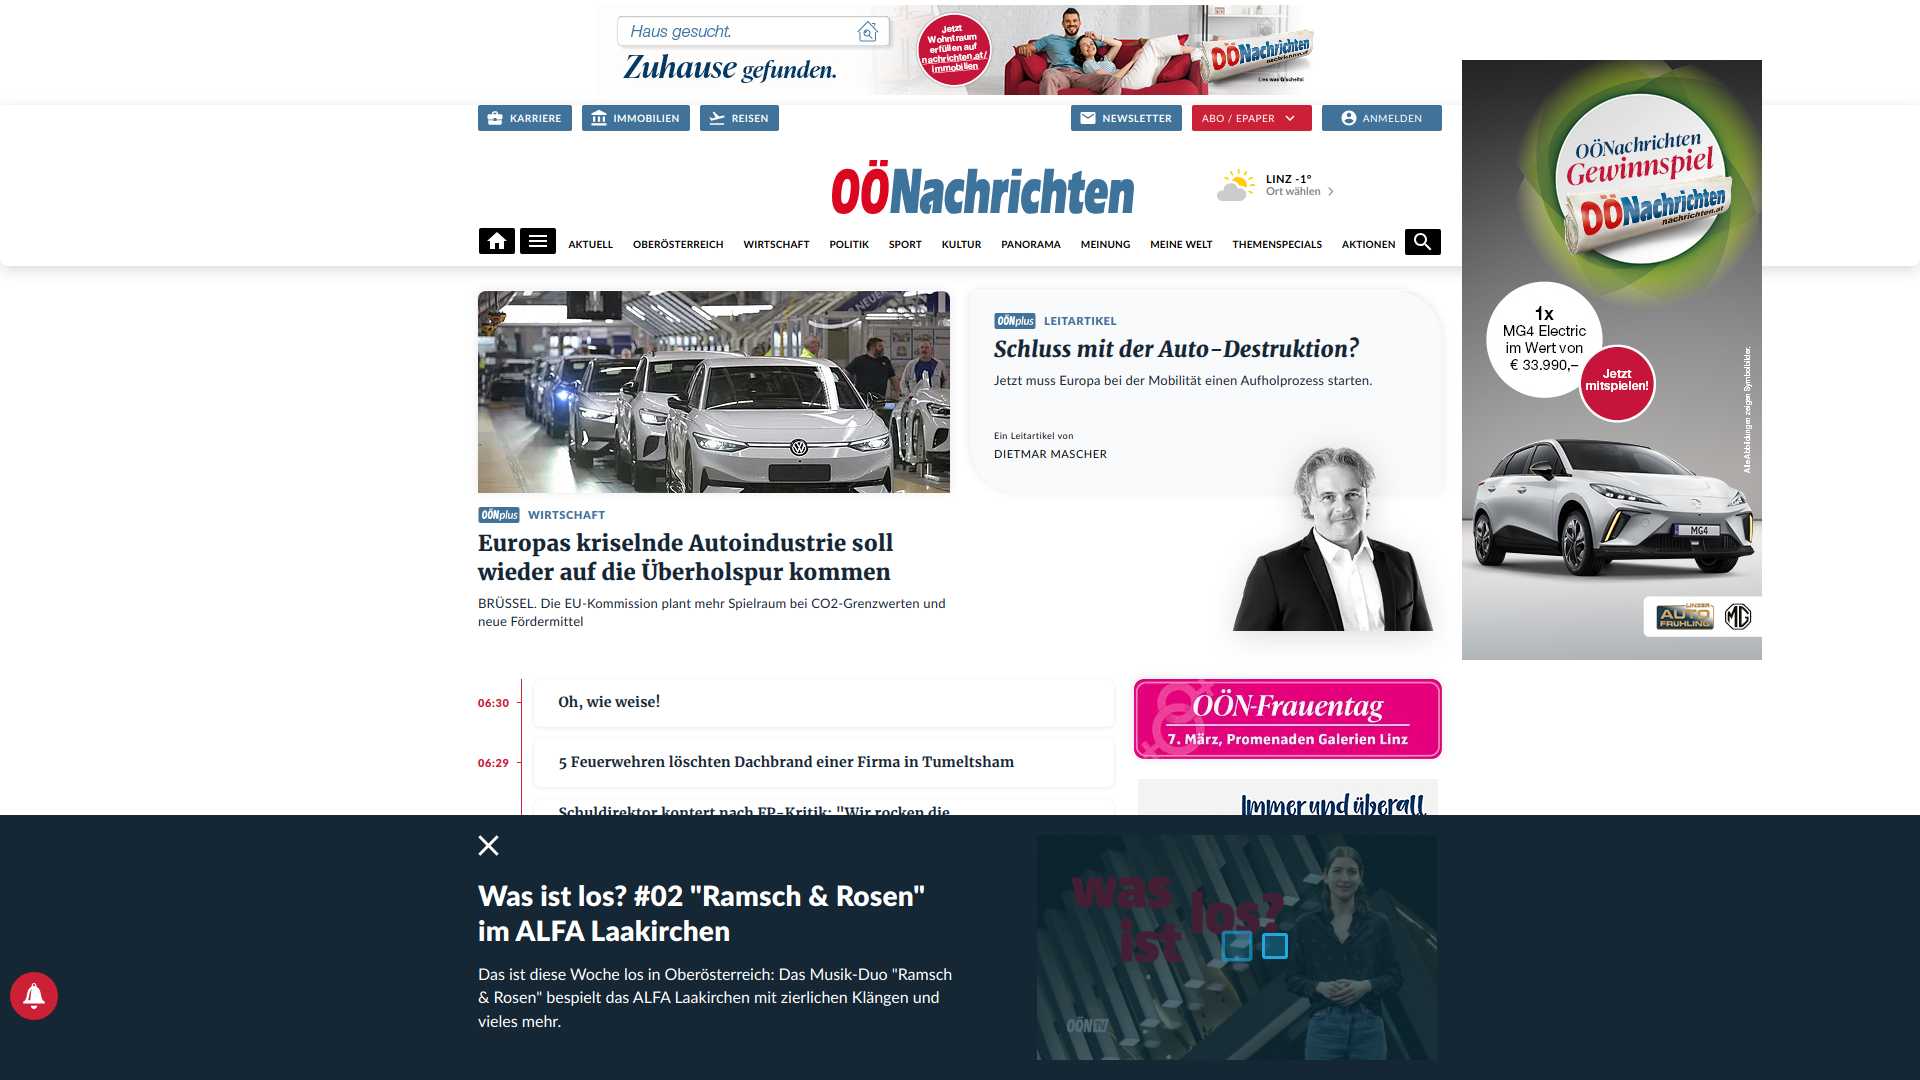 Haus gesucht.
Zuhause gefunden.
Jetzt
Wohntraum
erfüllen auf
nachrichten.at/
immobilien
OÖNachrichten
Lies was G'scheits!
KARRIERE
IMMOBILIEN
REISEN
NEWSLETTER
ABO / EPAPER
ANMELDEN
OÖNachrichten
LINZ -1°
Ort wählen
AKTUELL
OBERÖSTERREICH
WIRTSCHAFT
POLITIK
SPORT
KULTUR
PANORAMA
MEINUNG
MEINE WELT
THEMENSPECIALS
AKTIONEN
OÖNplus WIRTSCHAFT
Europas kriselnde Autoindustrie soll
wieder auf die Überholspur kommen
BRÜSSEL. Die EU-Kommission plant mehr Spielraum bei CO2-Grenzwerten und
neue Fördermittel
OÖNplus LEITARTIKEL
Schluss mit der Auto-Destruktion?
Jetzt muss Europa bei der Mobilität einen Aufholprozess starten.
Ein Leitartikel von
DIETMAR MASCHER
OÖNachrichten
Gewinnspiel
OÖNachrichten
nachrichten.at
1x
MG4 Electric
im Wert von
€ 33.990,–
Jetzt
mitspielen!
Alle Abbildungen zeigen Symbolbilder.
MG4
LINZER
AUTO
FRÜHLING
MG
06:30
Oh, wie weise!
06:29
5 Feuerwehren löschten Dachbrand einer Firma in Tumeltsham
Schuldirektor kontert nach FP-Kritik: "Wir rocken die
OÖN-Frauentag
7. März, Promenaden Galerien Linz
Immer und überall
Was ist los? #02 "Ramsch & Rosen"
im ALFA Laakirchen
Das ist diese Woche los in Oberösterreich: Das Musik-Duo "Ramsch
& Rosen" bespielt das ALFA Laakirchen mit zierlichen Klängen und
vieles mehr.
was
ist los?
OÖN TV